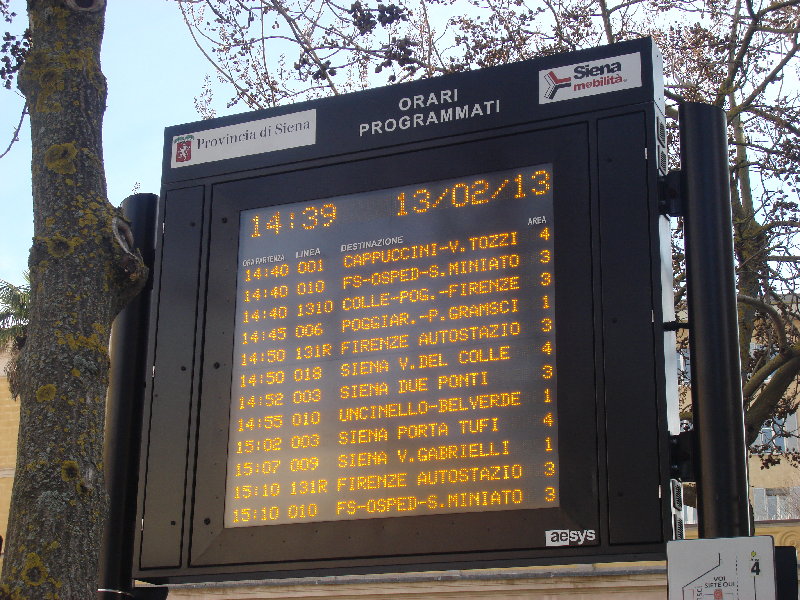 Provincia di Siena
ORARI
PROGRAMMATI
Siena
mobilità.
14:39 13/02/13
ORA PARTENZA LINEA DESTINAZIONE AREA
14:40 001 CAPPUCCINI-V.TOZZI 4
14:40 010 FS-OSPED-S.MINIATO 3
14:40 131O COLLE-POG.-FIRENZE 3
14:45 006 POGGIAR.-P.GRAMSCI 1
14:50 131R FIRENZE AUTOSTAZIO 3
14:50 018 SIENA V.DEL COLLE 4
14:52 003 SIENA DUE PONTI 3
14:55 010 UNCINELLO-BELVERDE 1
15:02 003 SIENA PORTA TUFI 4
15:07 009 SIENA V.GABRIELLI 1
15:10 131R FIRENZE AUTOSTAZIO 3
15:10 010 FS-OSPED-S.MINIATO 3
aesys
4
VOI
SIETE QUI